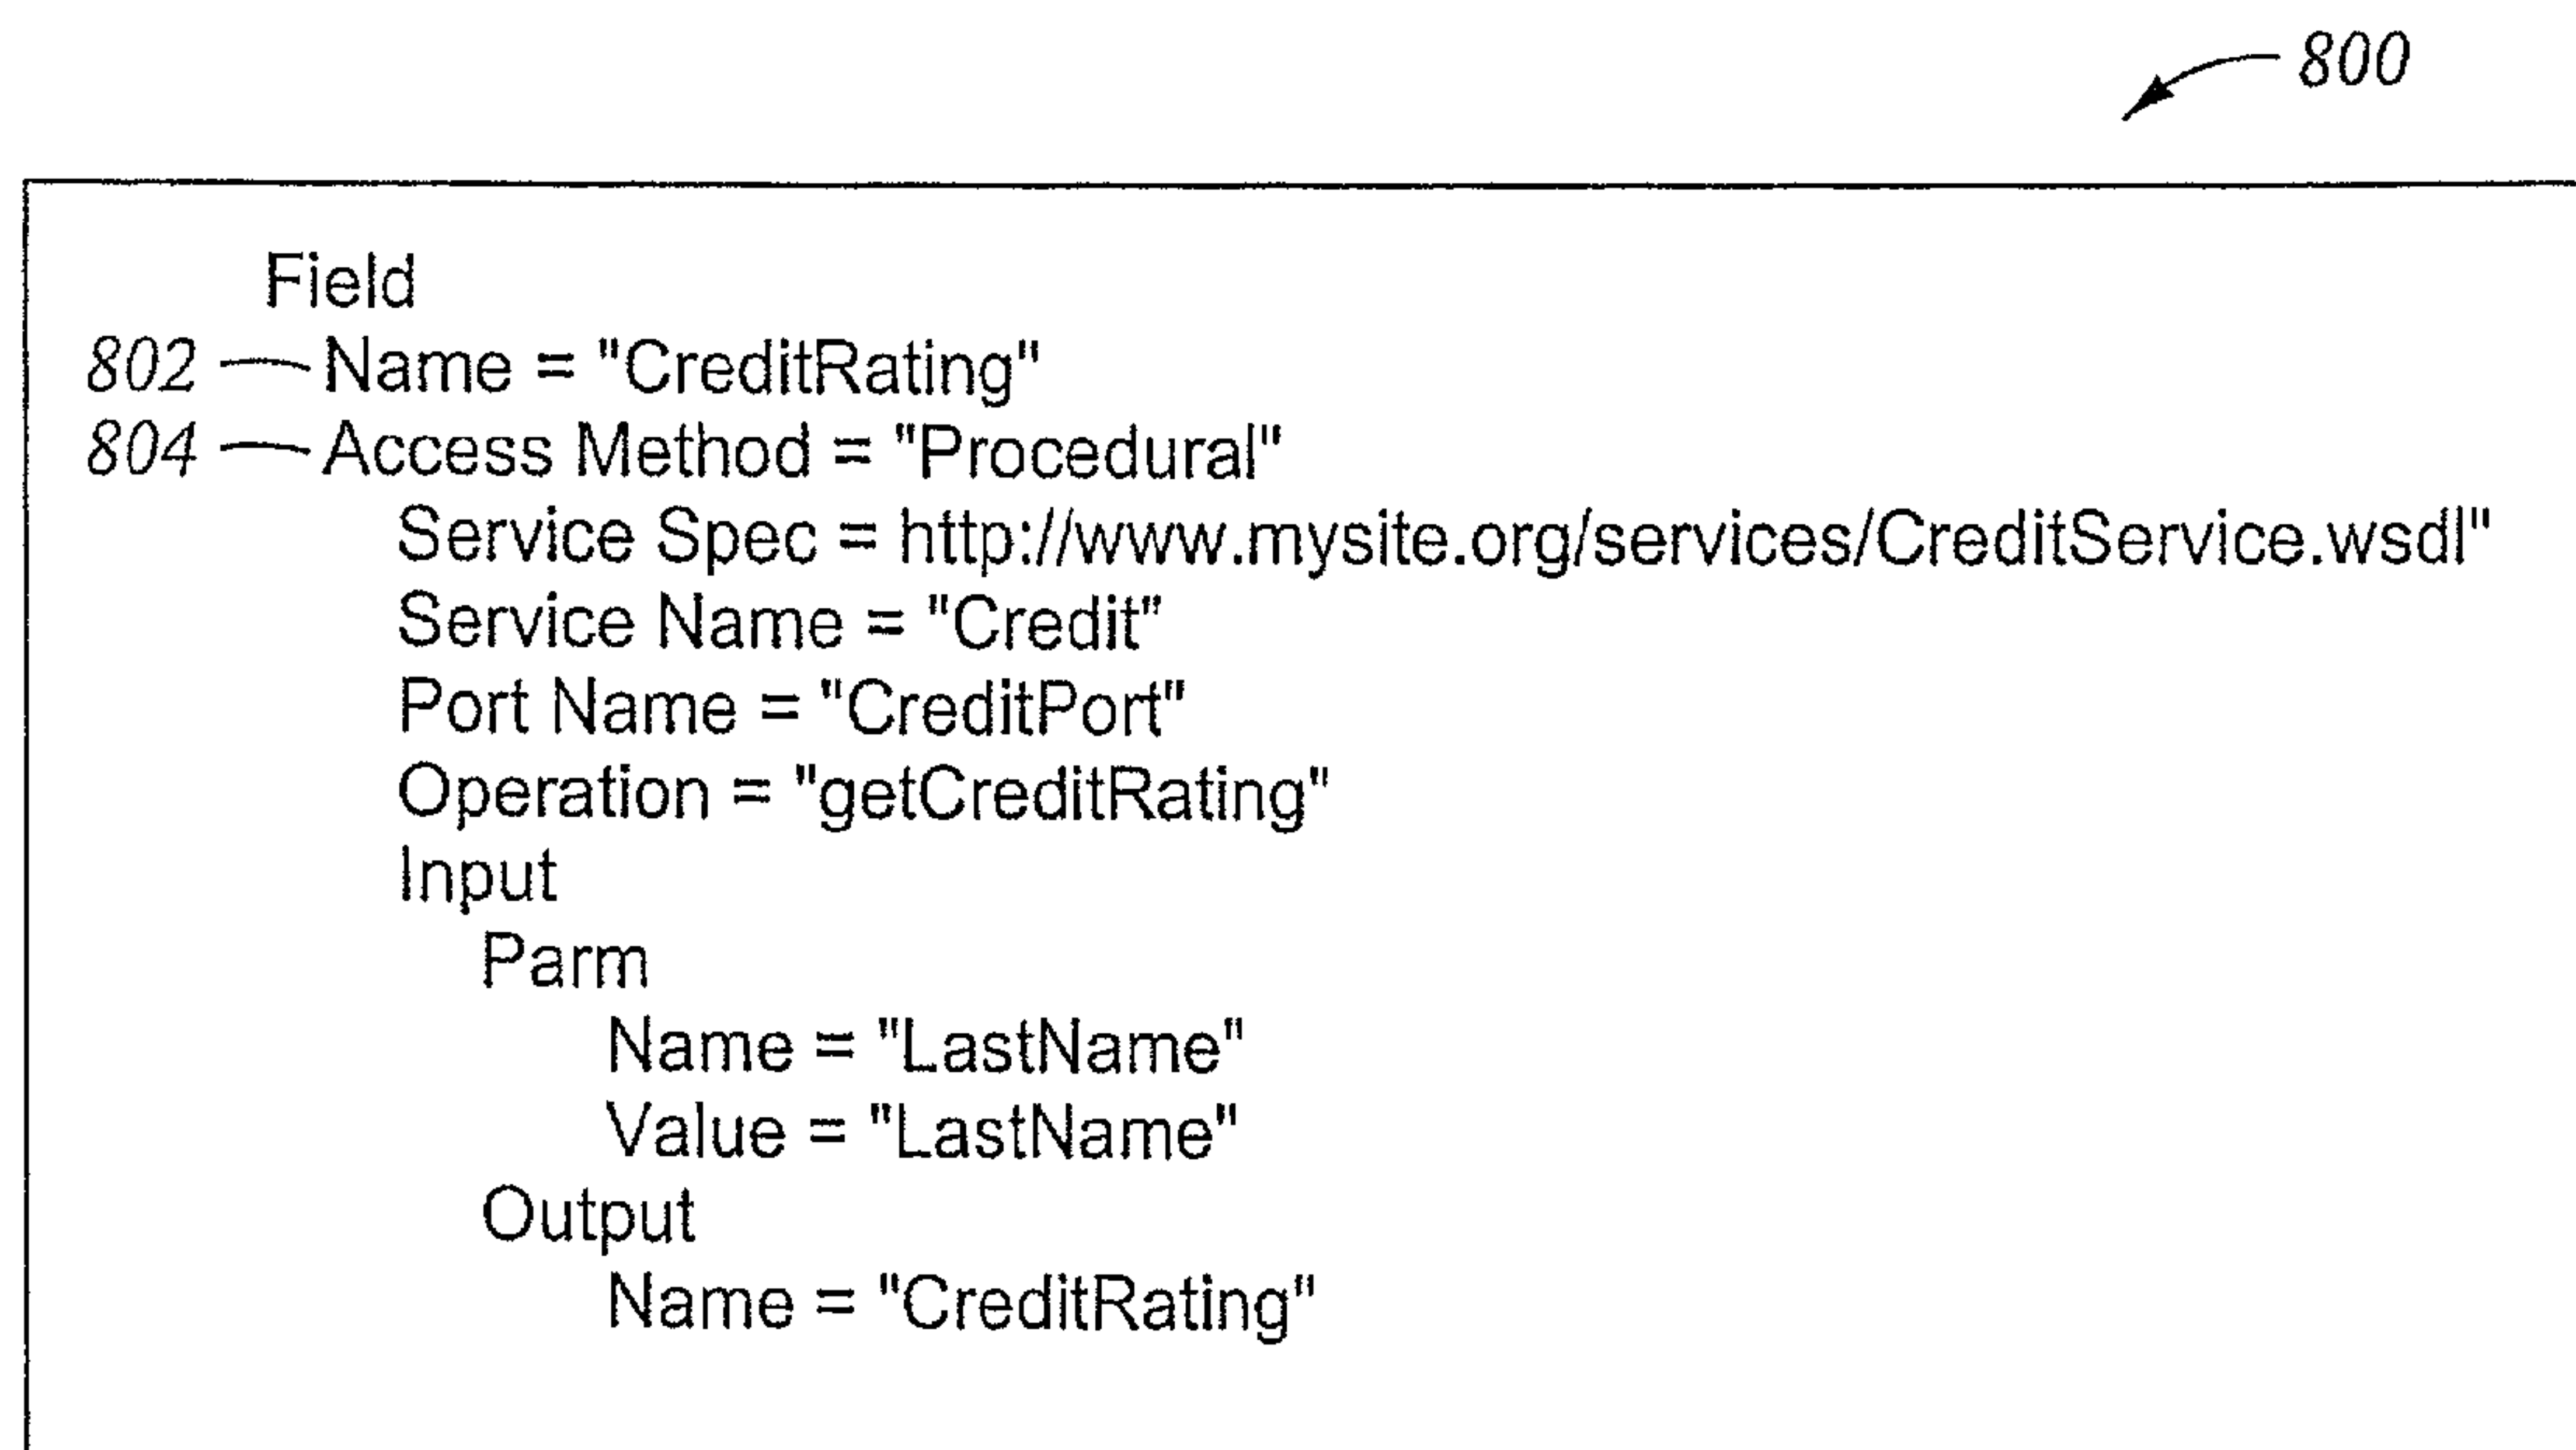 800
Field
802 Name = "CreditRating"
804 Access Method = "Procedural"
Service Spec = http://www.mysite.org/services/CreditService.wsdl"
Service Name = "Credit"
Port Name = "CreditPort"
Operation = "getCreditRating"
Input
Parm
Name = "LastName"
Value = "LastName"
Output
Name = "CreditRating"